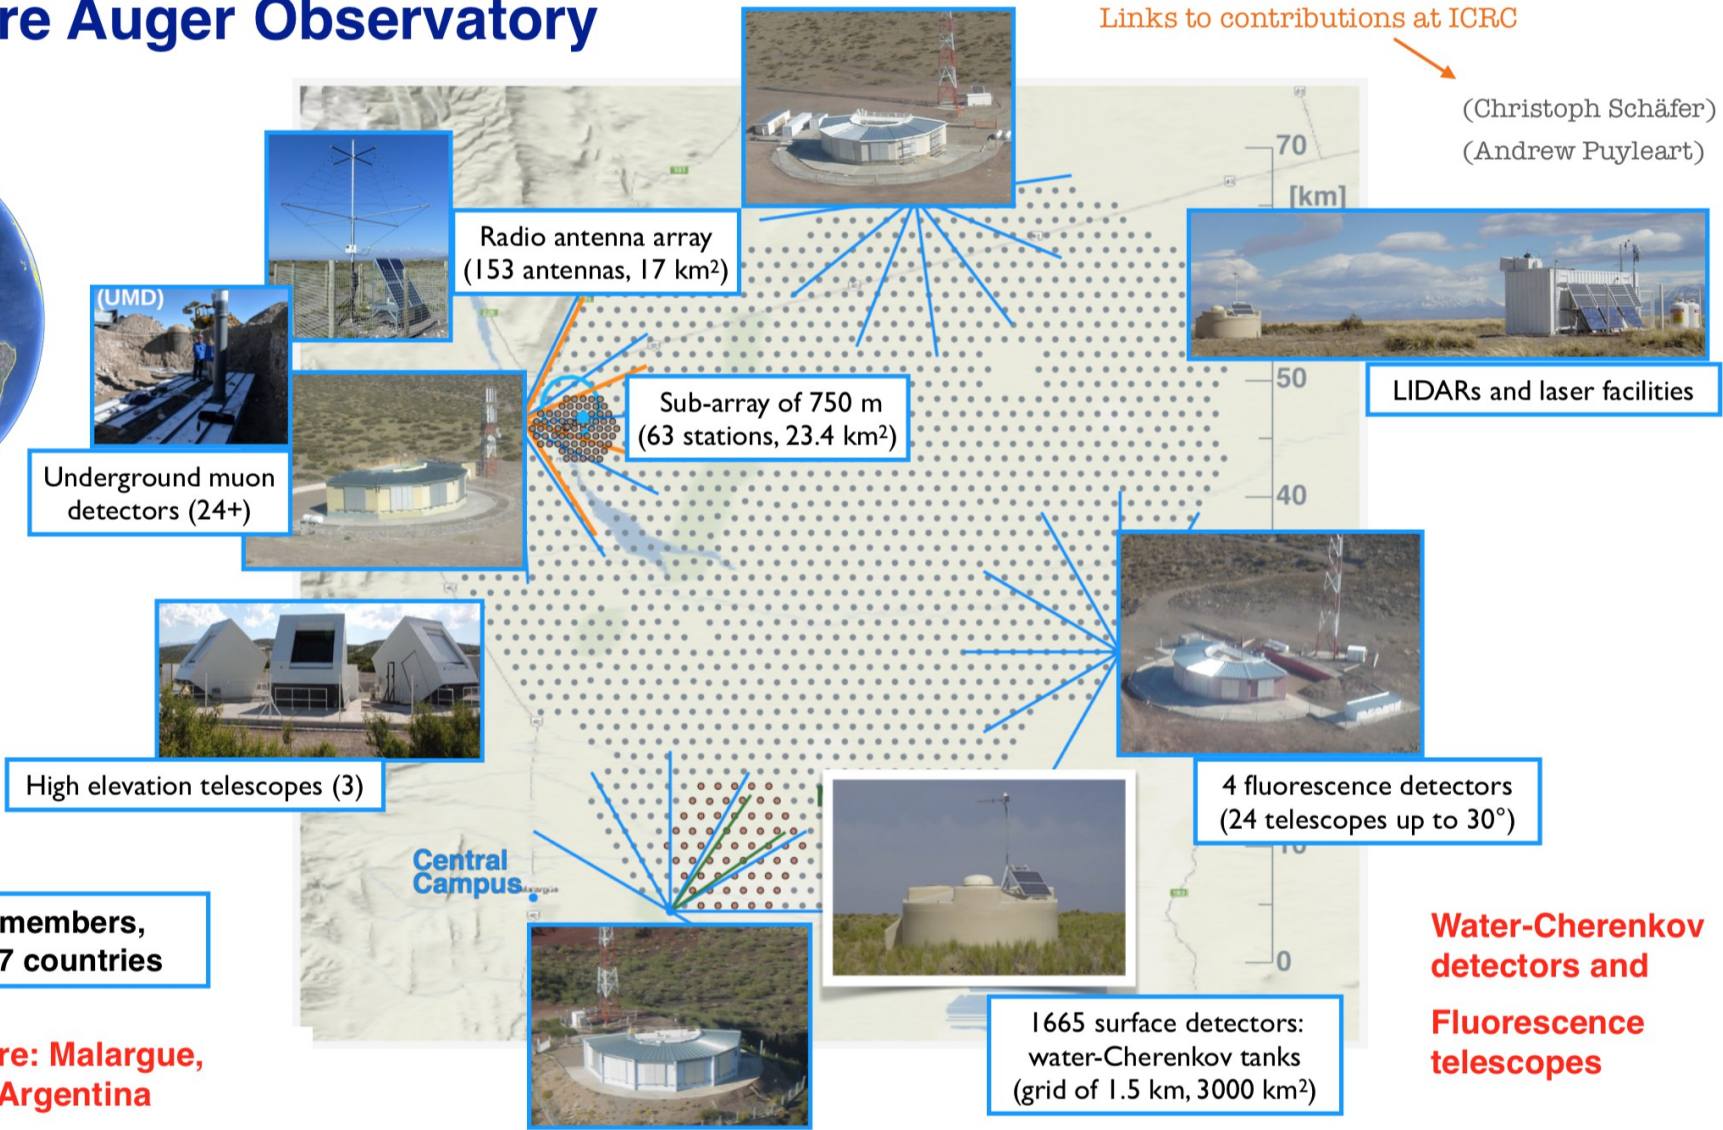 re Auger Observatory
Links to contributions at ICRC
(Christoph Schäfer)
(Andrew Puyleart)
70
[km]
Radio antenna array
(153 antennas, 17 km²)
(UMD)
LIDARs and laser facilities
50
Sub-array of 750 m
(63 stations, 23.4 km²)
Underground muon
detectors (24+)
40
High elevation telescopes (3)
4 fluorescence detectors
(24 telescopes up to 30°)
10
Central
Campus
Malargüe
members,
7 countries
Water-Cherenkov
detectors and
Fluorescence
telescopes
0
1665 surface detectors:
water-Cherenkov tanks
(grid of 1.5 km, 3000 km²)
re: Malargue,
Argentina